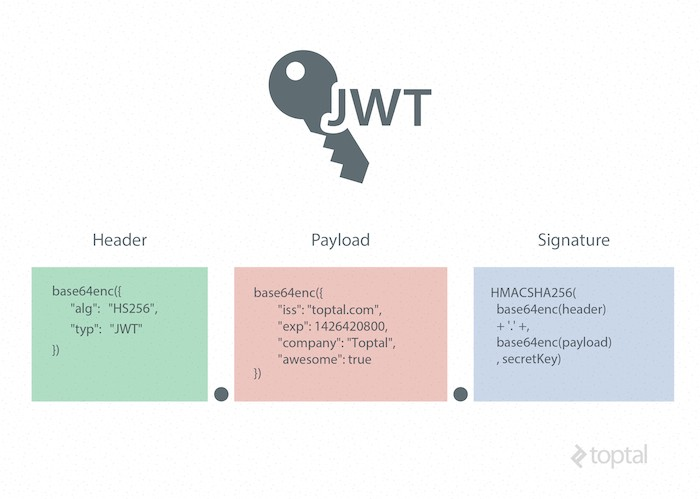 JWT
Header
base64enc({
"alg": "HS256",
"typ": "JWT"
})
Payload
base64enc({
"iss": "toptal.com",
"exp": 1426420800,
"company": "Toptal",
"awesome": true
})
Signature
HMACSHA256(
base64enc(header)
+ '.' +,
base64enc(payload)
, secretKey)
toptal